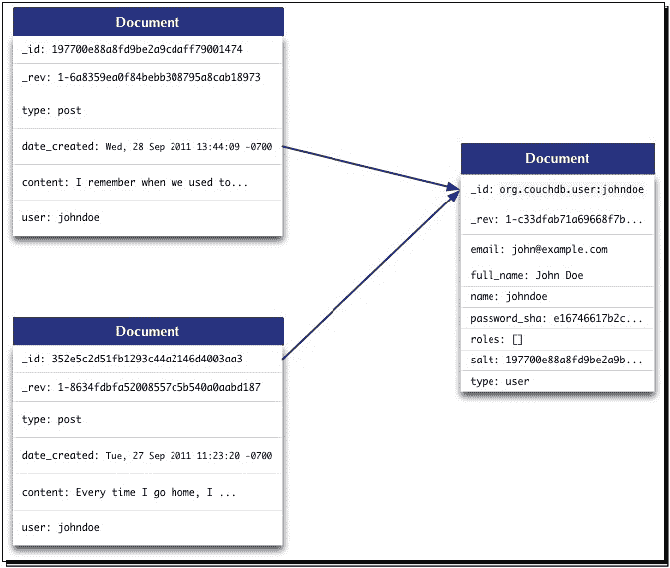 Document
_id: 197700e88a8fd9be2a9cdaff79001474
_rev: 1-6a8359ea0f84bebb308795a8cab18973
type: post
date_created: Wed, 28 Sep 2011 13:44:09 -0700
content: I remember when we used to...
user: johndoe
Document
_id: 352e5c2d51fb1293c44a2146d4003aa3
_rev: 1-8634fdbfa52008557c5b540a0aabd187
type: post
date_created: Tue, 27 Sep 2011 11:23:20 -0700
content: Every time I go home, I ...
user: johndoe
Document
_id: org.couchdb.user:johndoe
_rev: 1-c33dfab71a69668f7b...
email: john@example.com
full_name: John Doe
name: johndoe
password_sha: e16746617b2c...
roles: []
salt: 197700e88a8fd9be2a9b...
type: user